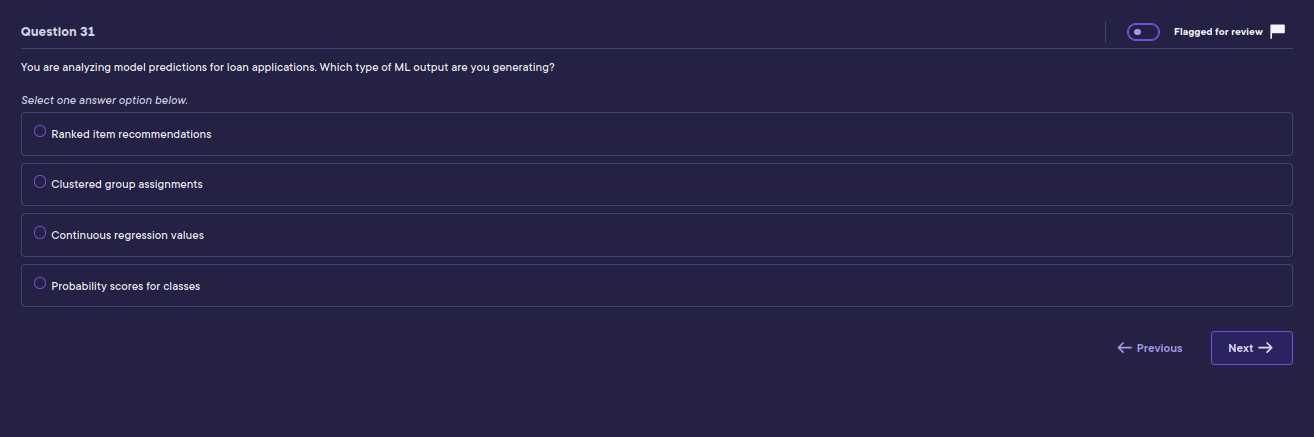 Question 31
Flagged for review
You are analyzing model predictions for loan applications. Which type of ML output are you generating?
Select one answer option below.
Ranked item recommendations
Clustered group assignments
Continuous regression values
Probability scores for classes
Previous
Next